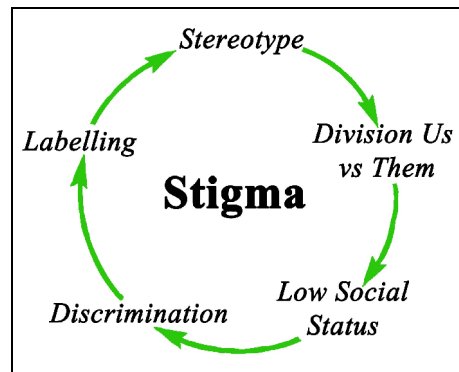 Stereotype
Division Us
vs Them
Low Social
Status
Discrimination
Labelling
Stigma